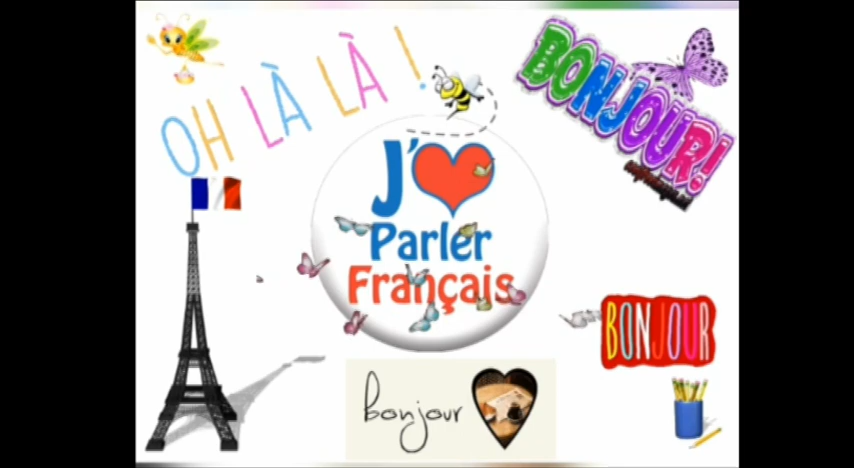 OH LÀ LÀ !
BONJOUR!
J'
Parler
Français
BONJOUR
bonjour